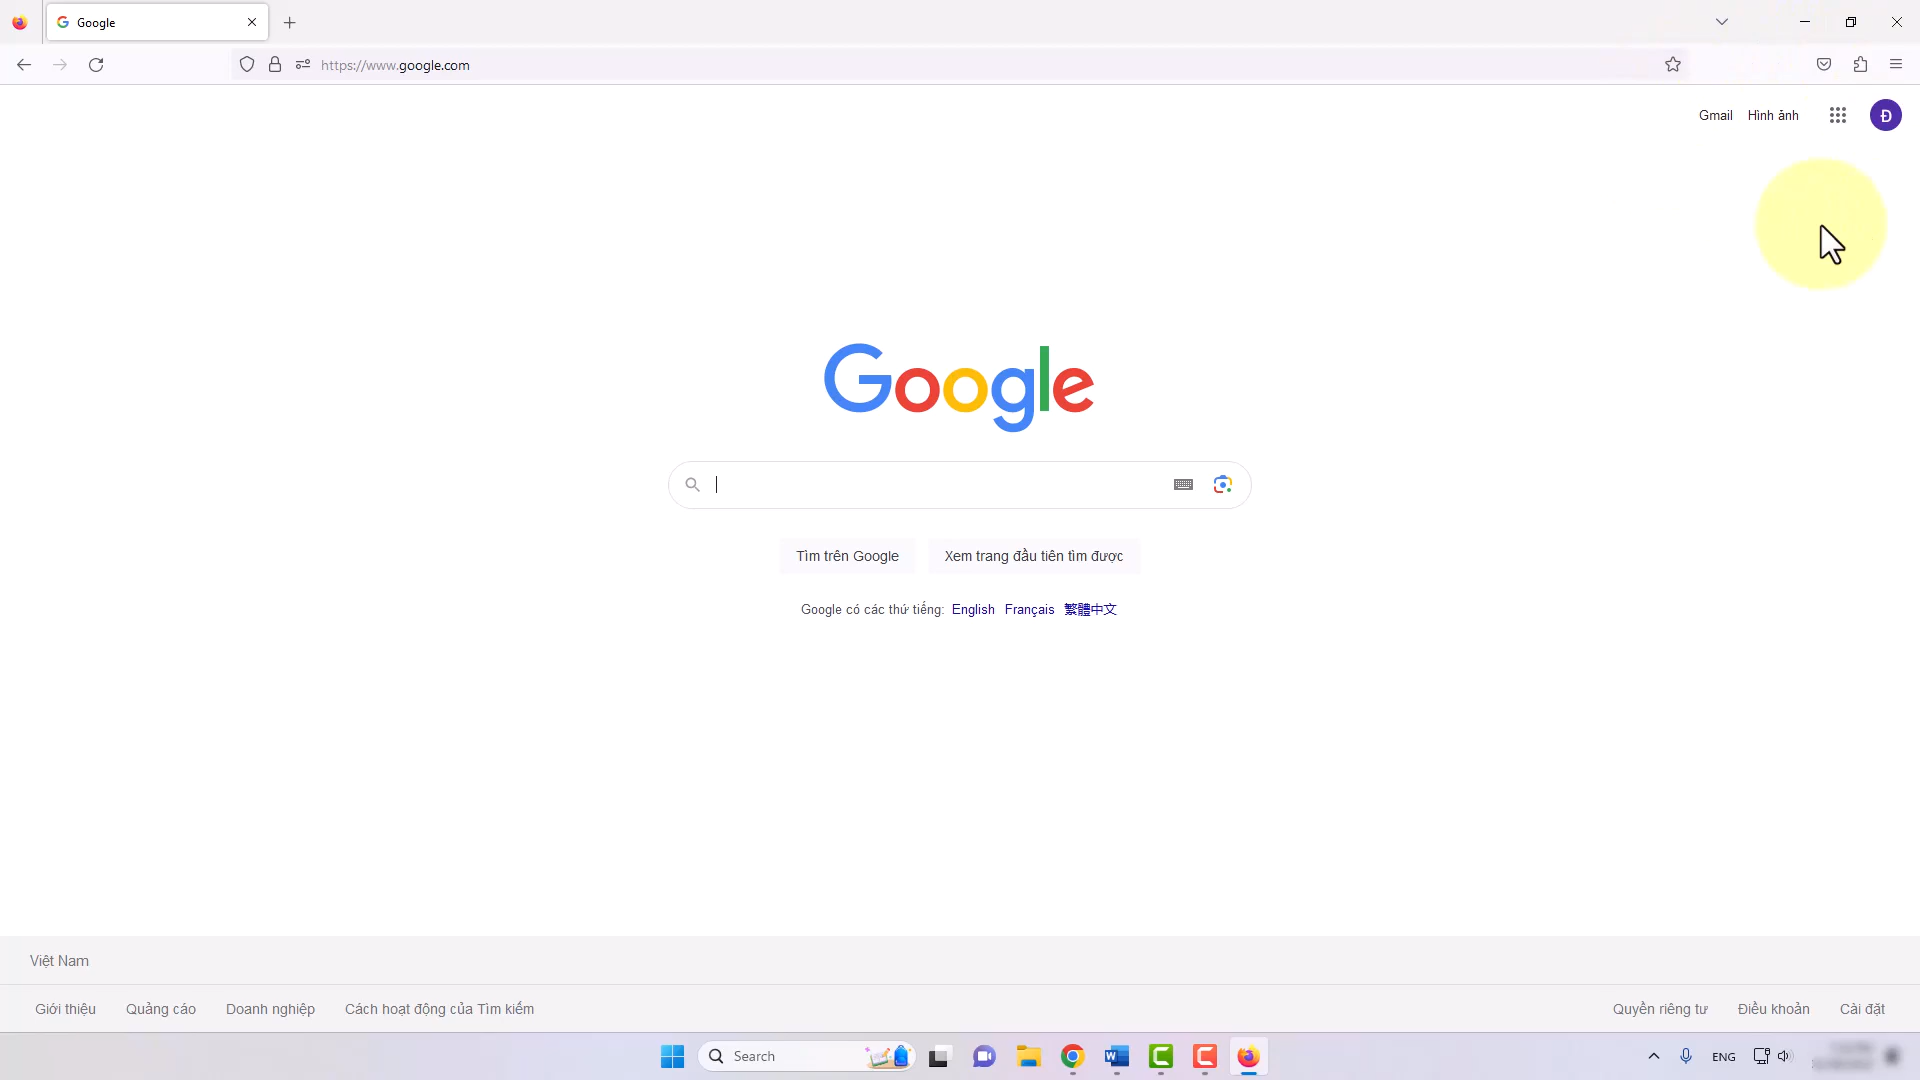 Google
https://www.google.com
Gmail Hình ảnh
Đ
Google
Tìm trên Google Xem trang đầu tiên tìm được
Google có các thứ tiếng: English Français 繁體中文
Việt Nam
Giới thiệu Quảng cáo Doanh nghiệp Cách hoạt động của Tìm kiếm Quyền riêng tư Điều khoản Cài đặt
Search ENG